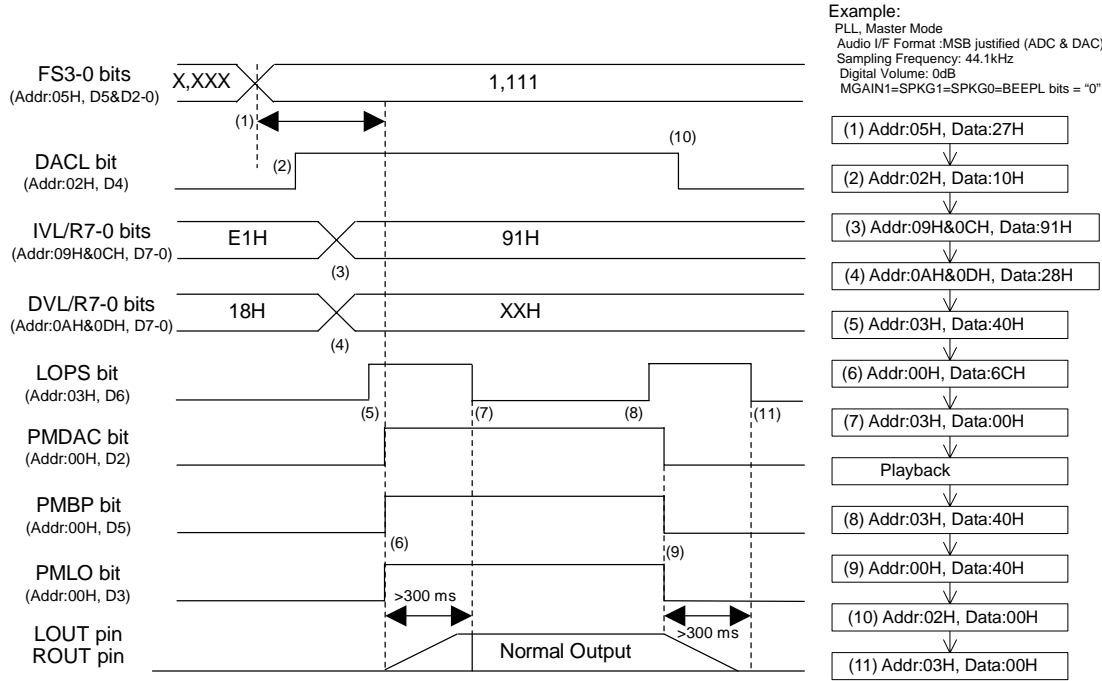 Example:
PLL, Master Mode
Audio I/F Format :MSB justified (ADC & DAC)
Sampling Frequency: 44.1kHz
Digital Volume: 0dB
MGAIN1=SPKG1=SPKG0=BEEPL bits = “0”
FS3-0 bits
(Addr:05H, D5&D2-0)
X,XXX
1,111
(1)
DACL bit
(Addr:02H, D4)
(2)
(10)
IVL/R7-0 bits
(Addr:09H&0CH, D7-0)
E1H
91H
(3)
DVL/R7-0 bits
(Addr:0AH&0DH, D7-0)
18H
XXH
(4)
LOPS bit
(Addr:03H, D6)
(5)
(7)
(8)
(11)
PMDAC bit
(Addr:00H, D2)
PMBP bit
(Addr:00H, D5)
(6)
(9)
PMLO bit
(Addr:00H, D3)
>300 ms
>300 ms
LOUT pin
ROUT pin
Normal Output
(1) Addr:05H, Data:27H
(2) Addr:02H, Data:10H
(3) Addr:09H&0CH, Data:91H
(4) Addr:0AH&0DH, Data:28H
(5) Addr:03H, Data:40H
(6) Addr:00H, Data:6CH
(7) Addr:03H, Data:00H
Playback
(8) Addr:03H, Data:40H
(9) Addr:00H, Data:40H
(10) Addr:02H, Data:00H
(11) Addr:03H, Data:00H